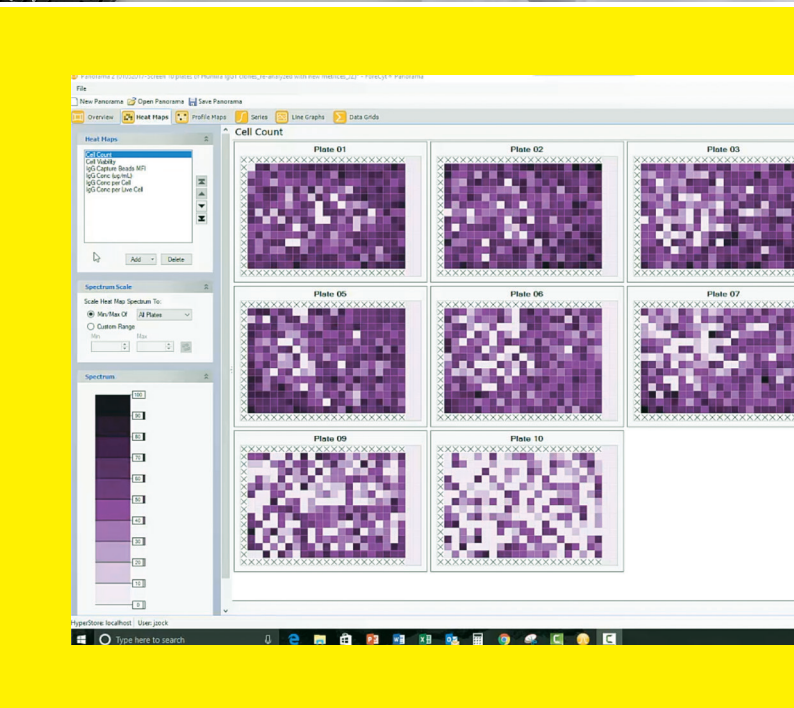 File
New Panorama Open Panorama Save Panorama
Overview Heat Maps Profile Maps Series Line Graphs Data Grids
Heat Maps
Cell Count
Cell Viability
IgG Capture Beads MFI
IgG Conc (ug/mL)
IgG Conc per Cell
IgG Conc per Live Cell
Add Delete
Spectrum Scale
Scale Heat Map Spectrum To:
Min/Max Of All Plates
Custom Range
Min Max
Spectrum
100
90
80
70
60
50
40
30
20
10
0
Cell Count
Plate 01 Plate 02 Plate 03
Plate 05 Plate 06 Plate 07
Plate 09 Plate 10
HyperStore: localhost User: jzock
Type here to search